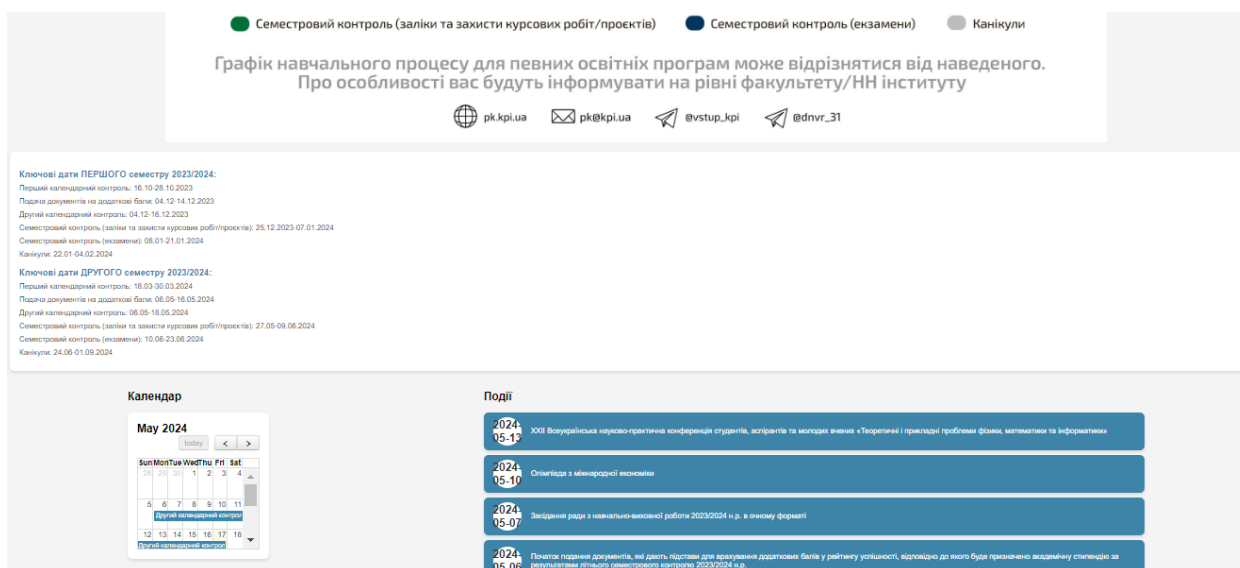 Семестровий контроль (заліки та захисти курсових робіт/проєктів) Семестровий контроль (екзамени) Канікули
Графік навчального процесу для певних освітніх програм може відрізнятися від наведеного.
Про особливості вас будуть інформувати на рівні факультету/НН інституту
pk.kpi.ua pk@kpi.ua @vstup_kpi @dnvr_31
Ключові дати ПЕРШОГО семестру 2023/2024:
Перший календарний контроль: 16.10-28.10.2023
Подача документів на додаткові бали: 04.12-14.12.2023
Другий календарний контроль: 04.12-16.12.2023
Семестровий контроль (заліки та захисти курсових робіт/проєктів): 25.12.2023-07.01.2024
Семестровий контроль (екзамени): 08.01-21.01.2024
Канікули: 22.01-04.02.2024
Ключові дати ДРУГОГО семестру 2023/2024:
Перший календарний контроль: 18.03-30.03.2024
Подача документів на додаткові бали: 06.05-16.05.2024
Другий календарний контроль: 06.05-18.05.2024
Семестровий контроль (заліки та захисти курсових робіт/проєктів): 27.05-09.06.2024
Семестровий контроль (екзамени): 10.06-23.06.2024
Канікули: 24.06-01.09.2024
Календар
May 2024
today < >
Sun Mon Tue Wed Thu Fri Sat
28 29 30 1 2 3 4
5 6 7 8 9 10 11
Другий календарний контрол
12 13 14 15 16 17 18
Другий календарний контрол
Події
2024-05-13 XXII Всеукраїнська науково-практична конференція студентів, аспірантів та молодих вчених «Теоретичні і прикладні проблеми фізики, математики та інформатики»
2024-05-10 Олімпіада з міжнародної економіки
2024-05-07 Засідання ради з навчально-виховної роботи 2023/2024 н.р. в очному форматі
2024-05-06 Початок подання документів, які дають підстави для врахування додаткових балів у рейтингу успішності, відповідно до якого буде призначено академічну стипендію за
результатами літнього семестрового контролю 2023/2024 н.р.